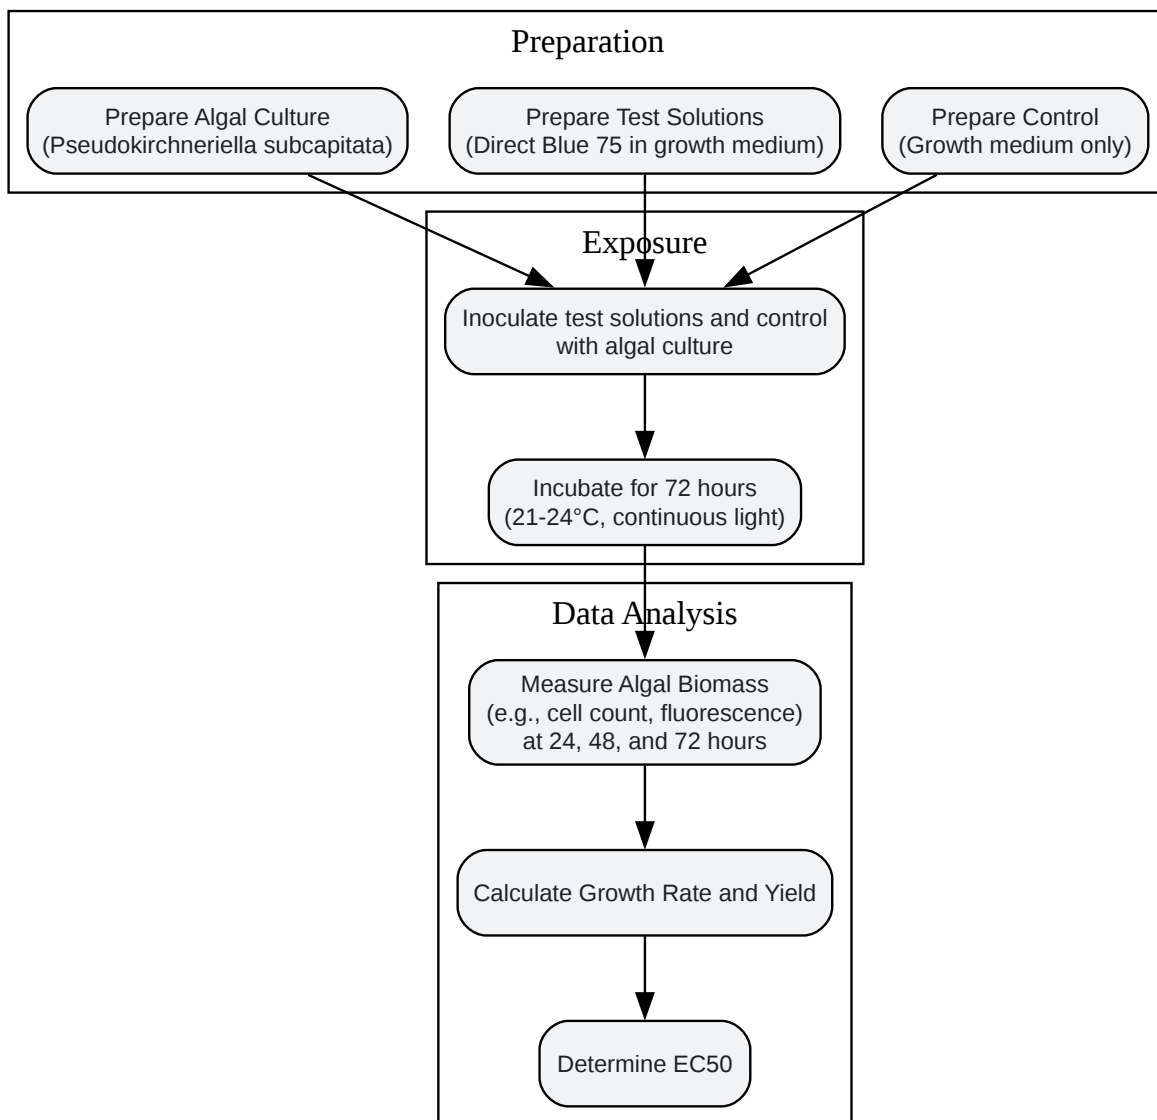 Preparation
Prepare Algal Culture
(Pseudokirchneriella subcapitata)
Prepare Test Solutions
(Direct Blue 75 in growth medium)
Prepare Control
(Growth medium only)
Exposure
Inoculate test solutions and control
with algal culture
Incubate for 72 hours
(21-24°C, continuous light)
Data Analysis
Measure Algal Biomass
(e.g., cell count, fluorescence)
at 24, 48, and 72 hours
Calculate Growth Rate and Yield
Determine EC50